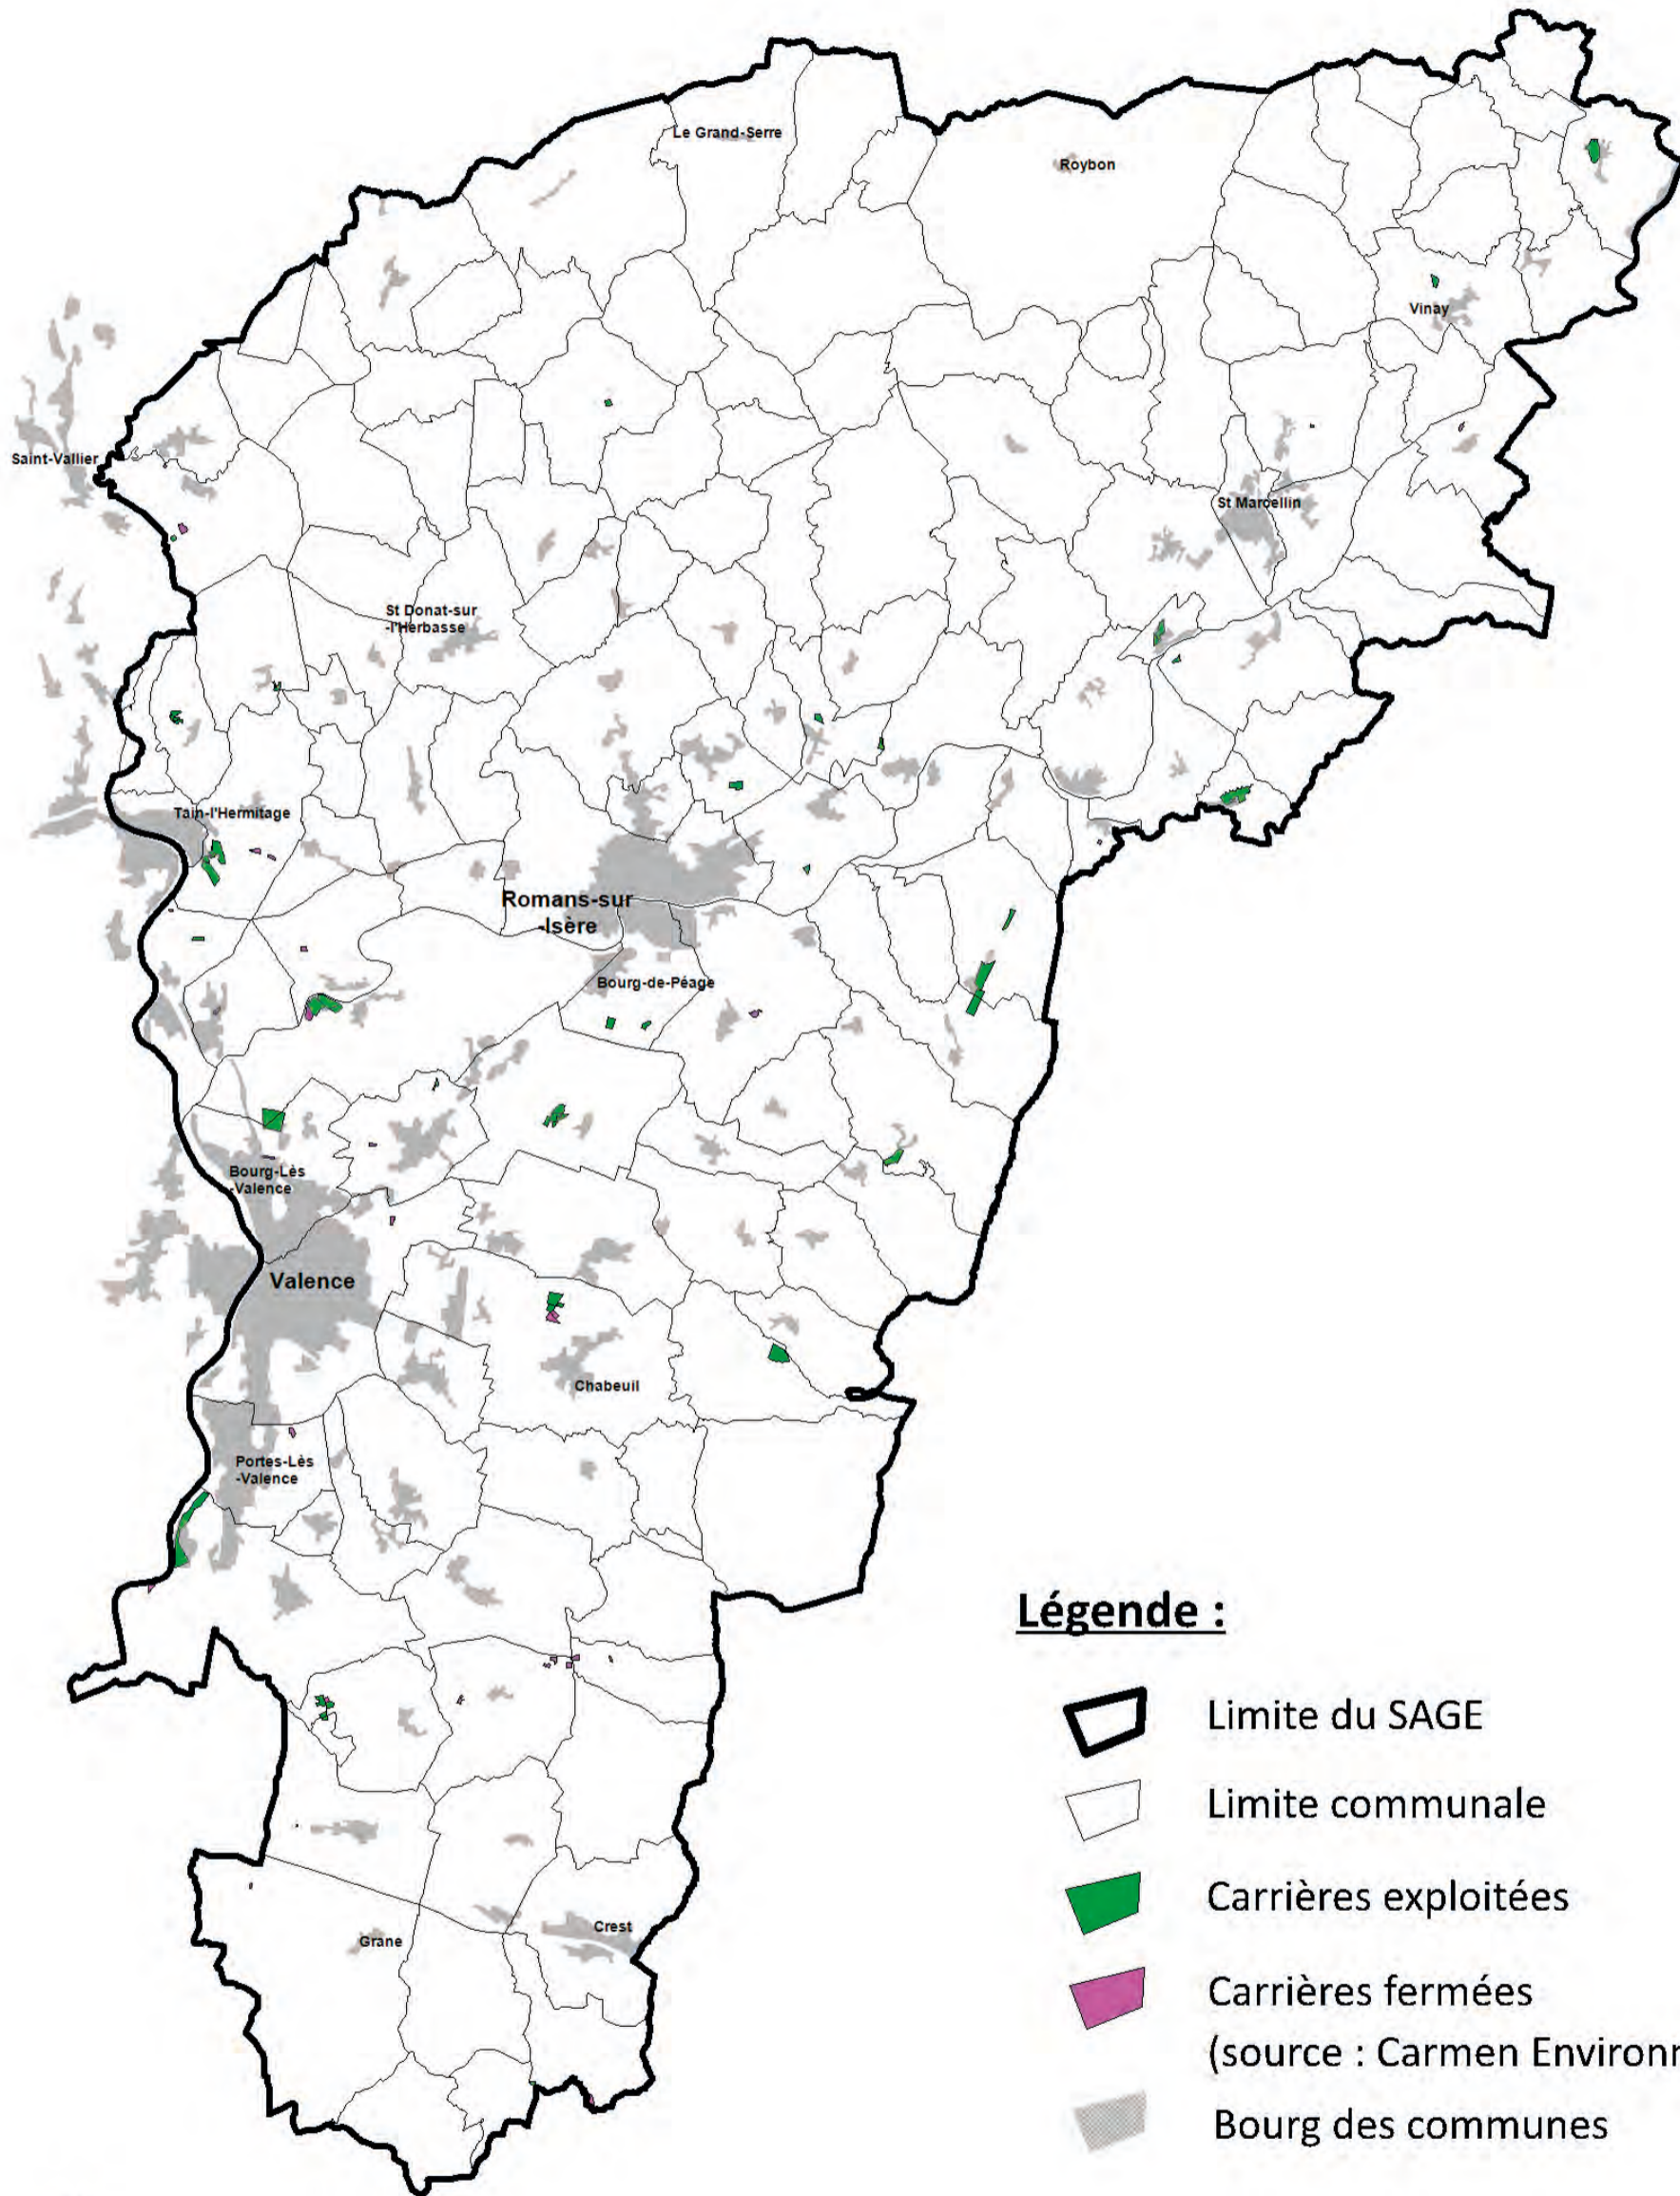 Le Grand-Serre
Roybon
Vinay
Saint-Vallier
St Marcellin
St Donat-sur
-l'Herbasse
Tain-l'Hermitage
Romans-sur
-Isère
Bourg-de-Péage
Bourg-Lès
-Valence
Valence
Chabeuil
Portes-Lès
-Valence
Crest
Grane
Légende :
Limite du SAGE
Limite communale
Carrières exploitées
Carrières fermées
(source : Carmen
Bourg des communes